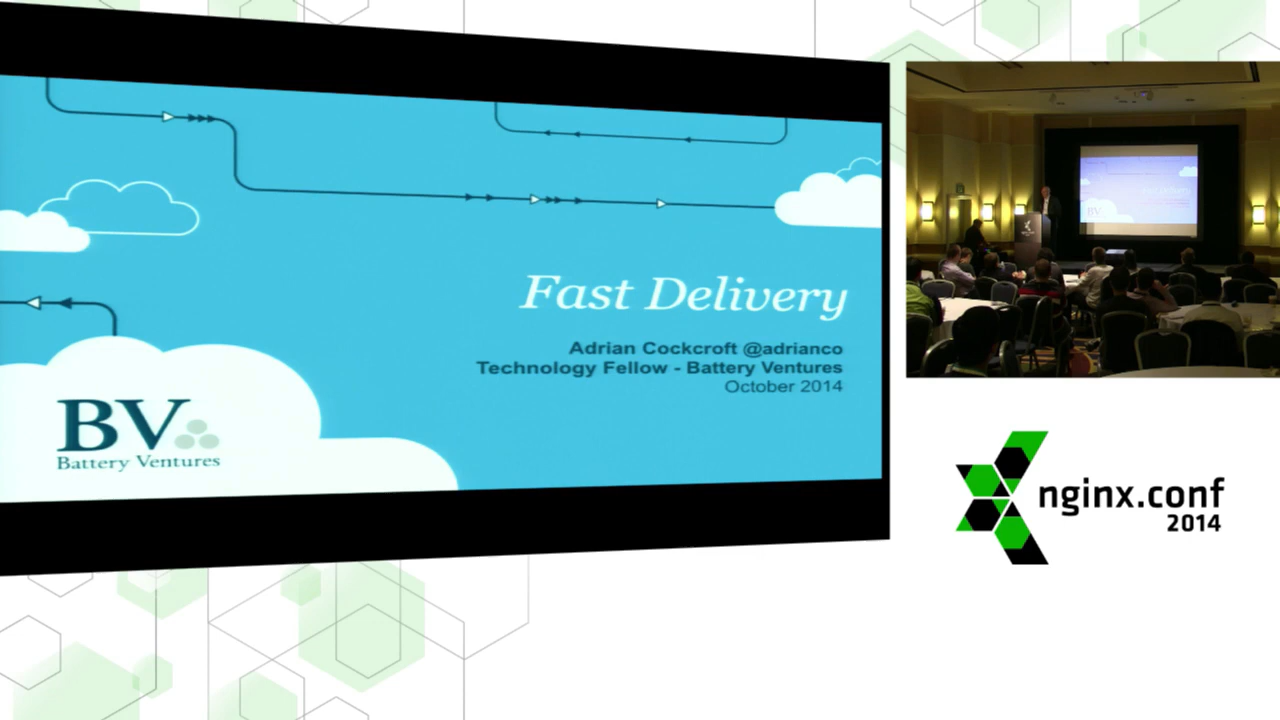 Fast Delivery
Adrian Cockcroft @adrianco
Technology Fellow - Battery Ventures
October 2014
BV
Battery Ventures
nginx.conf
2014